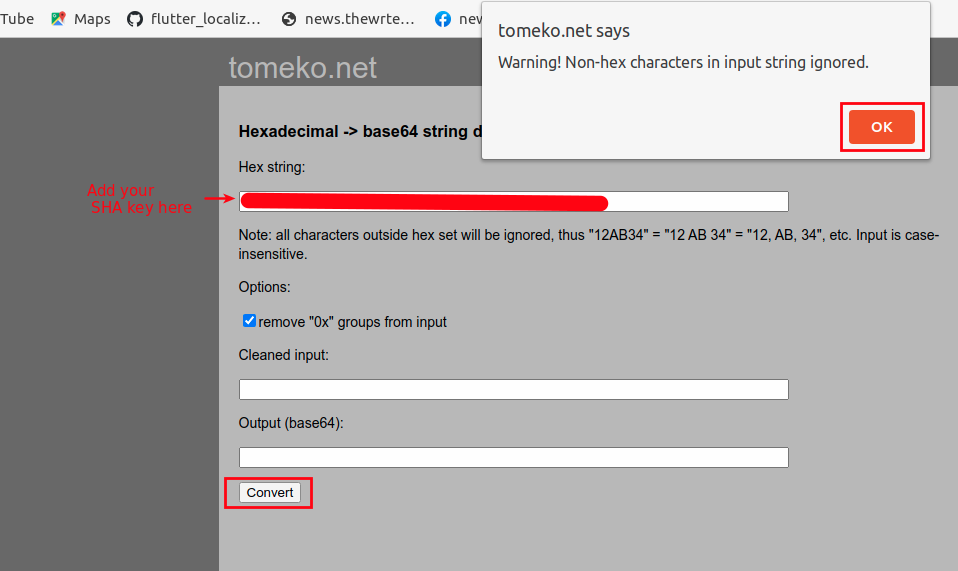 Tube Maps flutter_localiz... news.thewrte... nev
tomeko.net says
Warning! Non-hex characters in input string ignored.
OK
tomeko.net
Hexadecimal -> base64 string d
Hex string:
Add your
SHA key here
Note: all characters outside hex set will be ignored, thus "12AB34" = "12 AB 34" = "12, AB, 34", etc. Input is case-
insensitive.
Options:
remove "0x" groups from input
Cleaned input:
Output (base64):
Convert